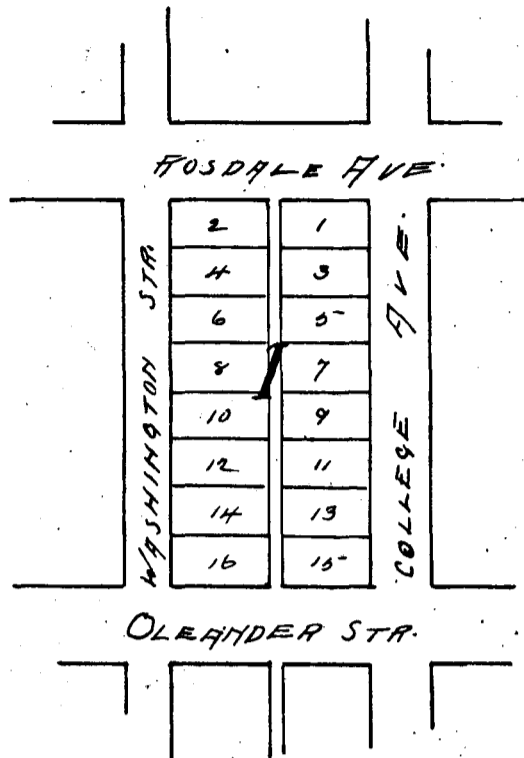 ROSDALE AVE.
WASHINGTON STR.
COLLEGE AVE.
2 1
4 3
6 5
8 7
I
10 9
12 11
14 13
16 15
OLEANDER STR.